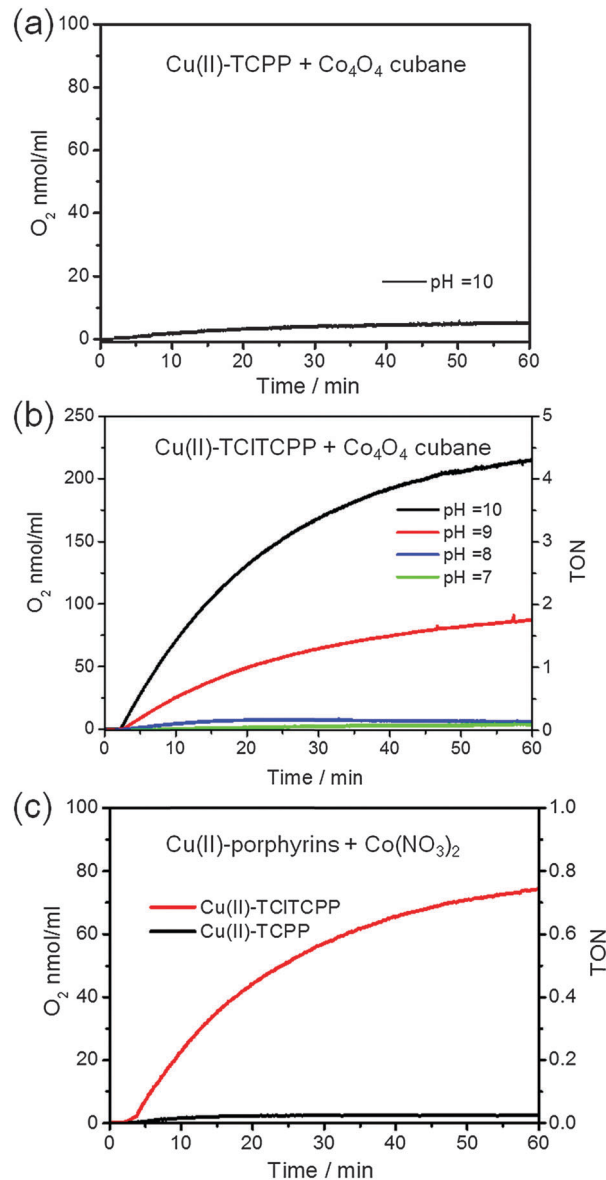 (a)
Cu(II)-TCPP + Co₄O₄ cubane
O₂ nmol/ml
100
80
60
40
20
0
pH =10
0 10 20 30 40 50 60
Time / min
(b)
Cu(II)-TClTCPP + Co₄O₄ cubane
O₂ nmol/ml
250
200
150
100
75
50
25
0
pH =10
pH =9
pH =8
pH =7
5
4
3
2
1
0
TON
0 10 20 30 40 50 60
Time / min
(c)
Cu(II)-porphyrins + Co(NO₃)₂
O₂ nmol/ml
100
80
60
40
20
0
Cu(II)-TClTCPP
Cu(II)-TCPP
1.0
0.8
0.6
0.4
0.2
0.0
TON
0 10 20 30 40 50 60
Time / min